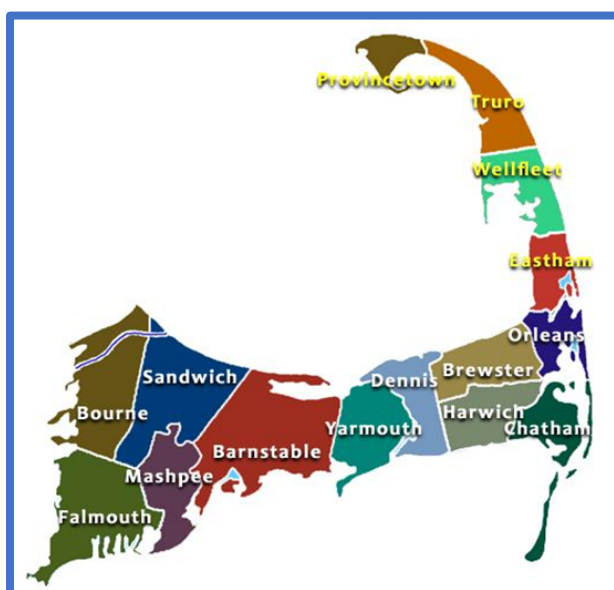 Provincetown
Truro
Wellfleet
Eastham
Orleans
Brewster
Dennis
Sandwich
Harwich
Bourne
Chatham
Yarmouth
Barnstable
Mashpee
Falmouth